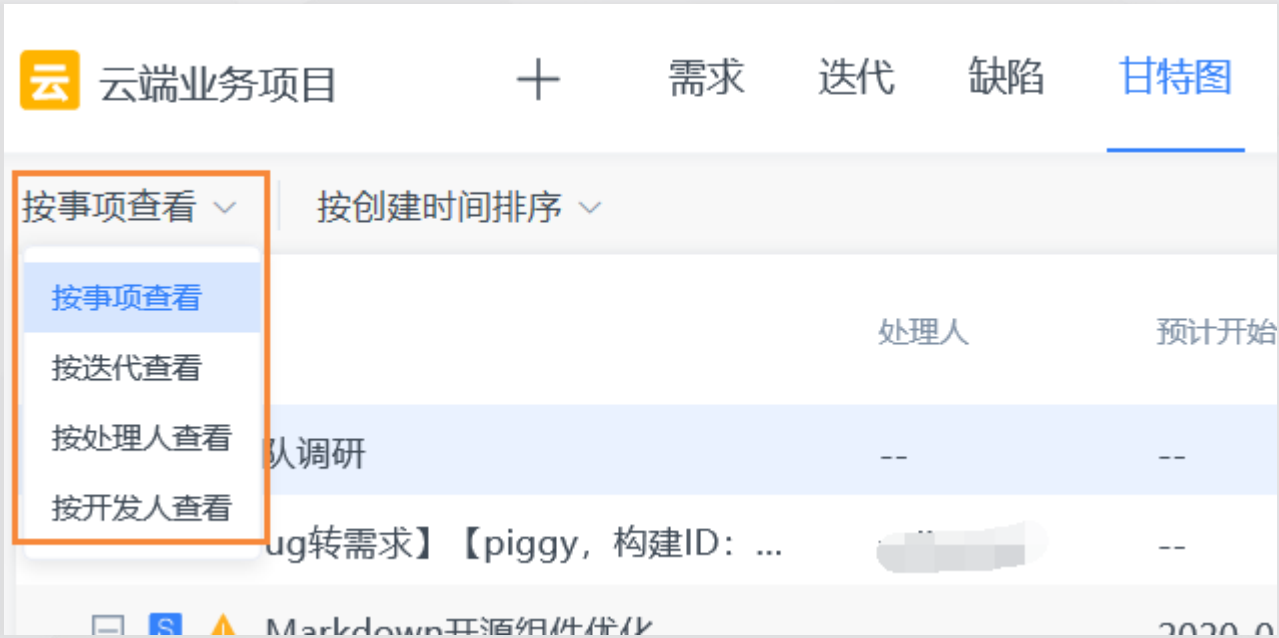 云 云端业务项目 需求 迭代 缺陷 甘特图
按事项查看 按创建时间排序
按事项查看
处理人 预计开始
按迭代查看
按处理人查看
队调研 -- --
按开发人查看
ug转需求】【piggy，构建ID：... --
S Markdown开源组件优化 2020-0